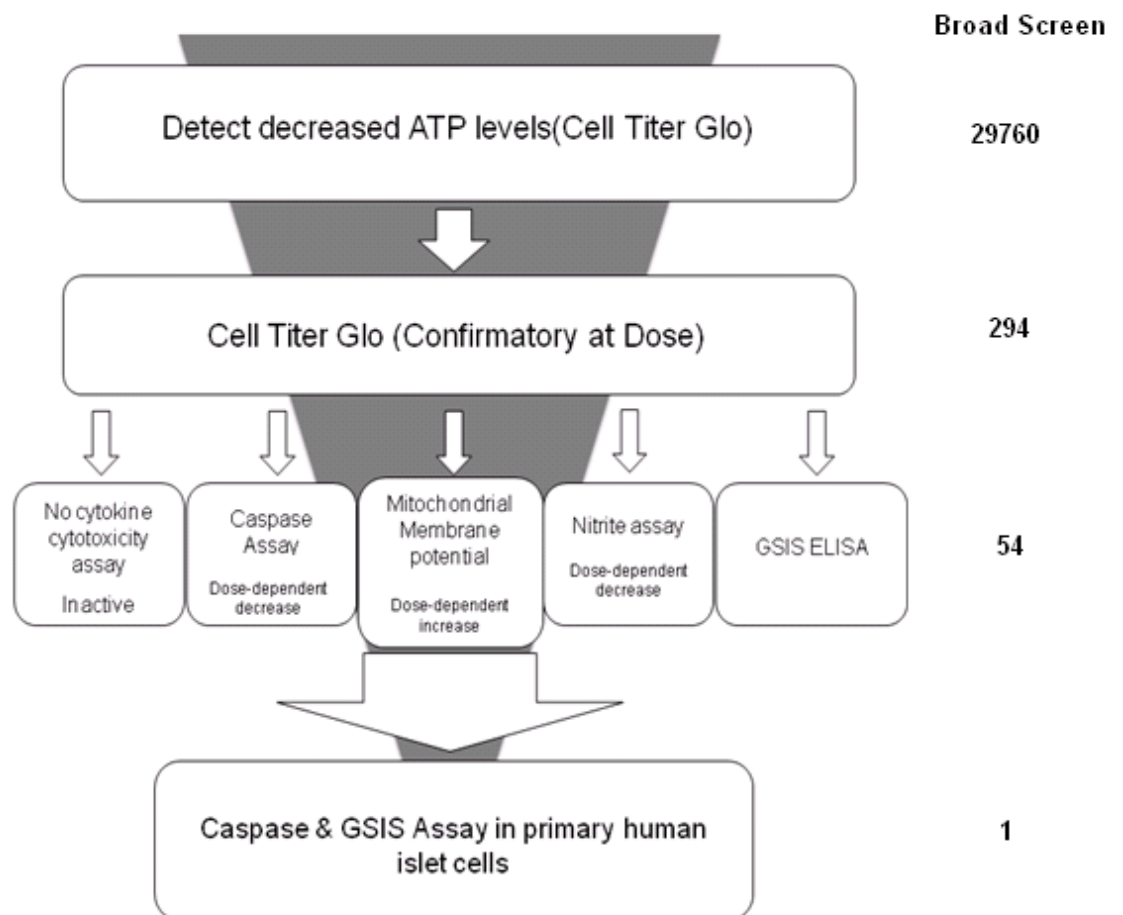 Broad Screen
Detect decreased ATP levels(Cell Titer Glo)
29760
Cell Titer Glo (Confirmatory at Dose)
294
No cytokine
cytotoxicity
assay
Inactive
Caspase
Assay
Dose-dependent
decrease
Mitochondrial
Membrane
potential
Dose-dependent
increase
Nitrite assay
Dose-dependent
decrease
GSIS ELISA
54
Caspase & GSIS Assay in primary human
islet cells
1